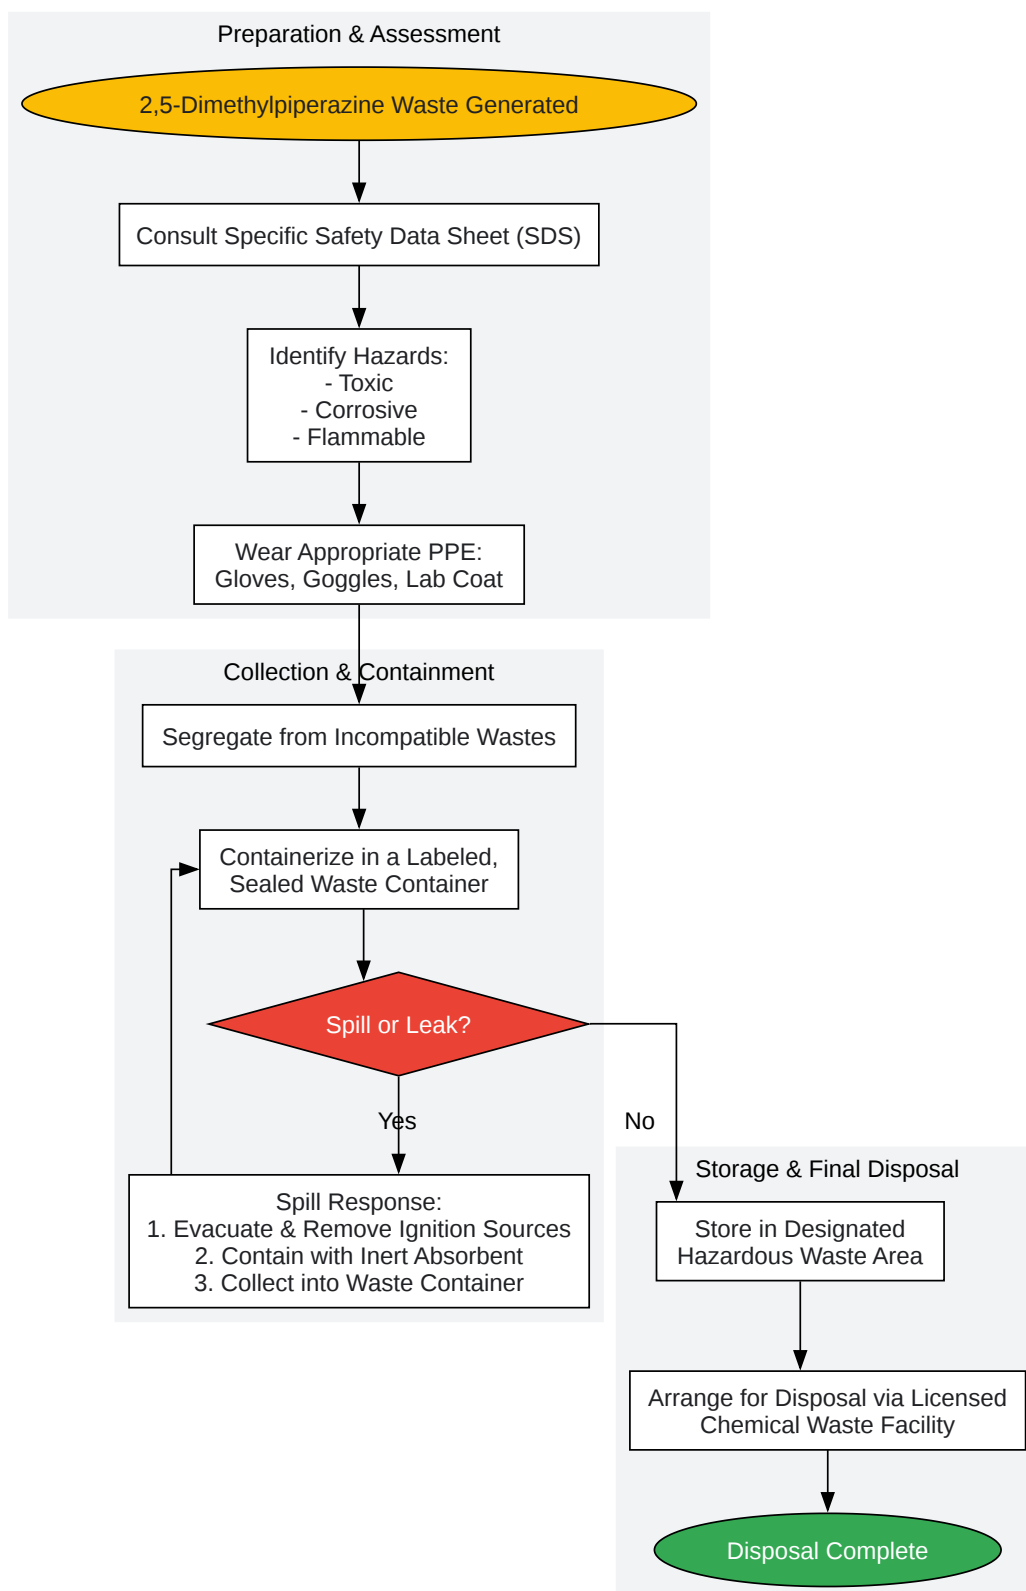 Preparation & Assessment
2,5-Dimethylpiperazine Waste Generated
Consult Specific Safety Data Sheet (SDS)
Identify Hazards:
- Toxic
- Corrosive
- Flammable
Wear Appropriate PPE:
Gloves, Goggles, Lab Coat
Collection & Containment
Segregate from Incompatible Wastes
Containerize in a Labeled,
Sealed Waste Container
Spill or Leak?
Yes
No
Spill Response:
1. Evacuate & Remove Ignition Sources
2. Contain with Inert Absorbent
3. Collect into Waste Container
Storage & Final Disposal
Store in Designated
Hazardous Waste Area
Arrange for Disposal via Licensed
Chemical Waste Facility
Disposal Complete